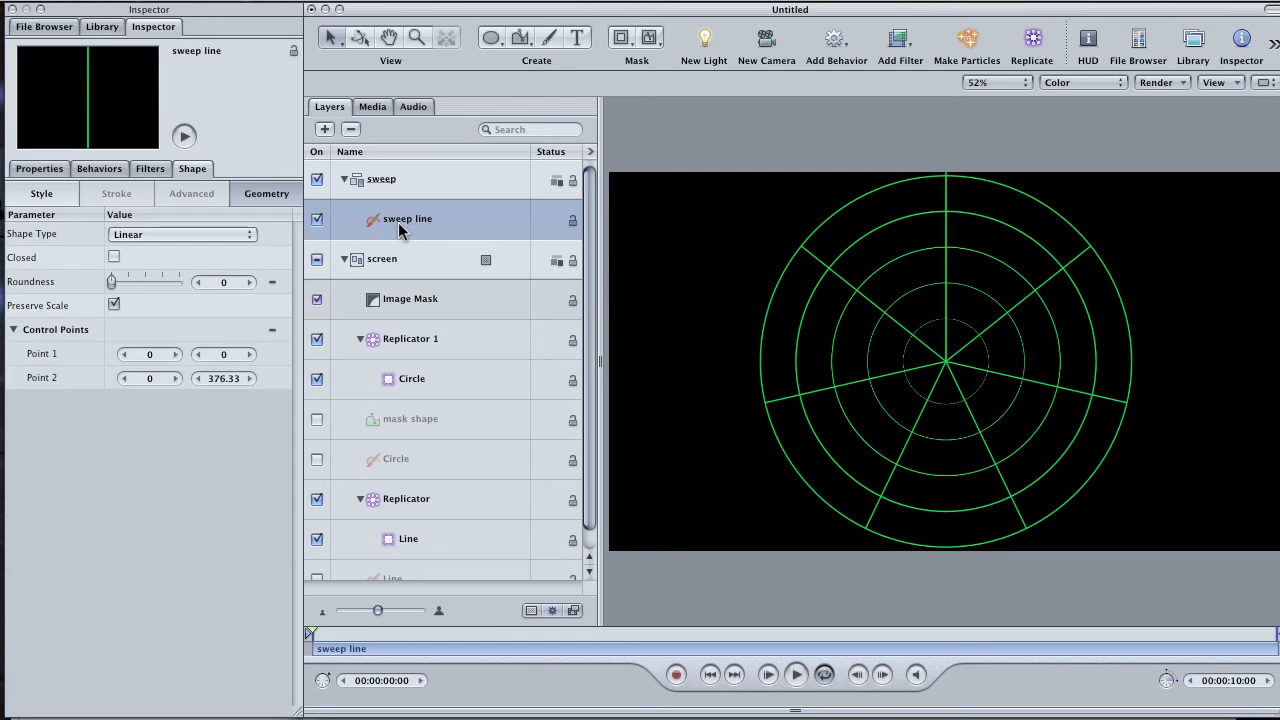 Inspector
Untitled
File Browser
Library
Inspector
sweep line
View
Create
Mask
New Light
New Camera
Add Behavior
Add Filter
Make Particles
Replicate
HUD
File Browser
Library
Inspector
52%
Color
Render
View
Layers
Media
Audio
Search
On
Name
Status
Properties
Behaviors
Filters
Shape
Style
Stroke
Advanced
Geometry
Parameter
Value
Shape Type
Linear
Closed
Roundness
0
Preserve Scale
Control Points
Point 1
0
0
Point 2
0
376.33
sweep
sweep line
screen
Image Mask
Replicator 1
Circle
mask shape
Circle
Replicator
Line
Line
sweep line
00:00:00:00
00:00:10:00